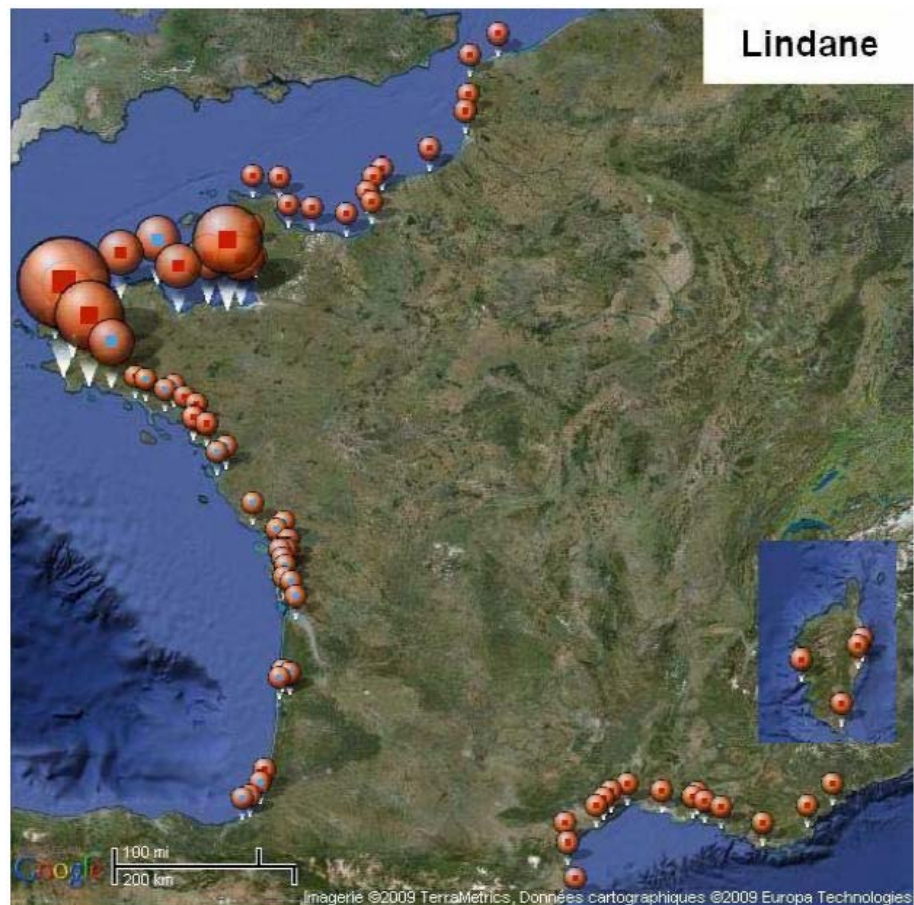 Lindane
Google
100 mi
200 km
Imagerie ©2009 TerraMetrics, Données cartographiques ©2009 Europa Technologies